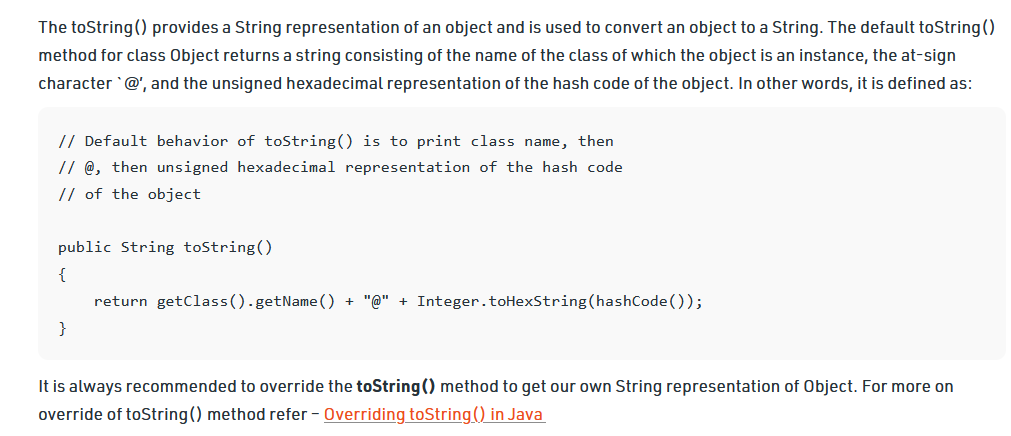 The toString() provides a String representation of an object and is used to convert an object to a String. The default toString()
method for class Object returns a string consisting of the name of the class of which the object is an instance, the at-sign
character `@', and the unsigned hexadecimal representation of the hash code of the object. In other words, it is defined as:
// Default behavior of toString() is to print class name, then
// @, then unsigned hexadecimal representation of the hash code
// of the object
public String toString()
{
    return getClass().getName() + "@" + Integer.toHexString(hashCode());
}
It is always recommended to override the toString() method to get our own String representation of Object. For more on
override of toString() method refer – Overriding toString() in Java